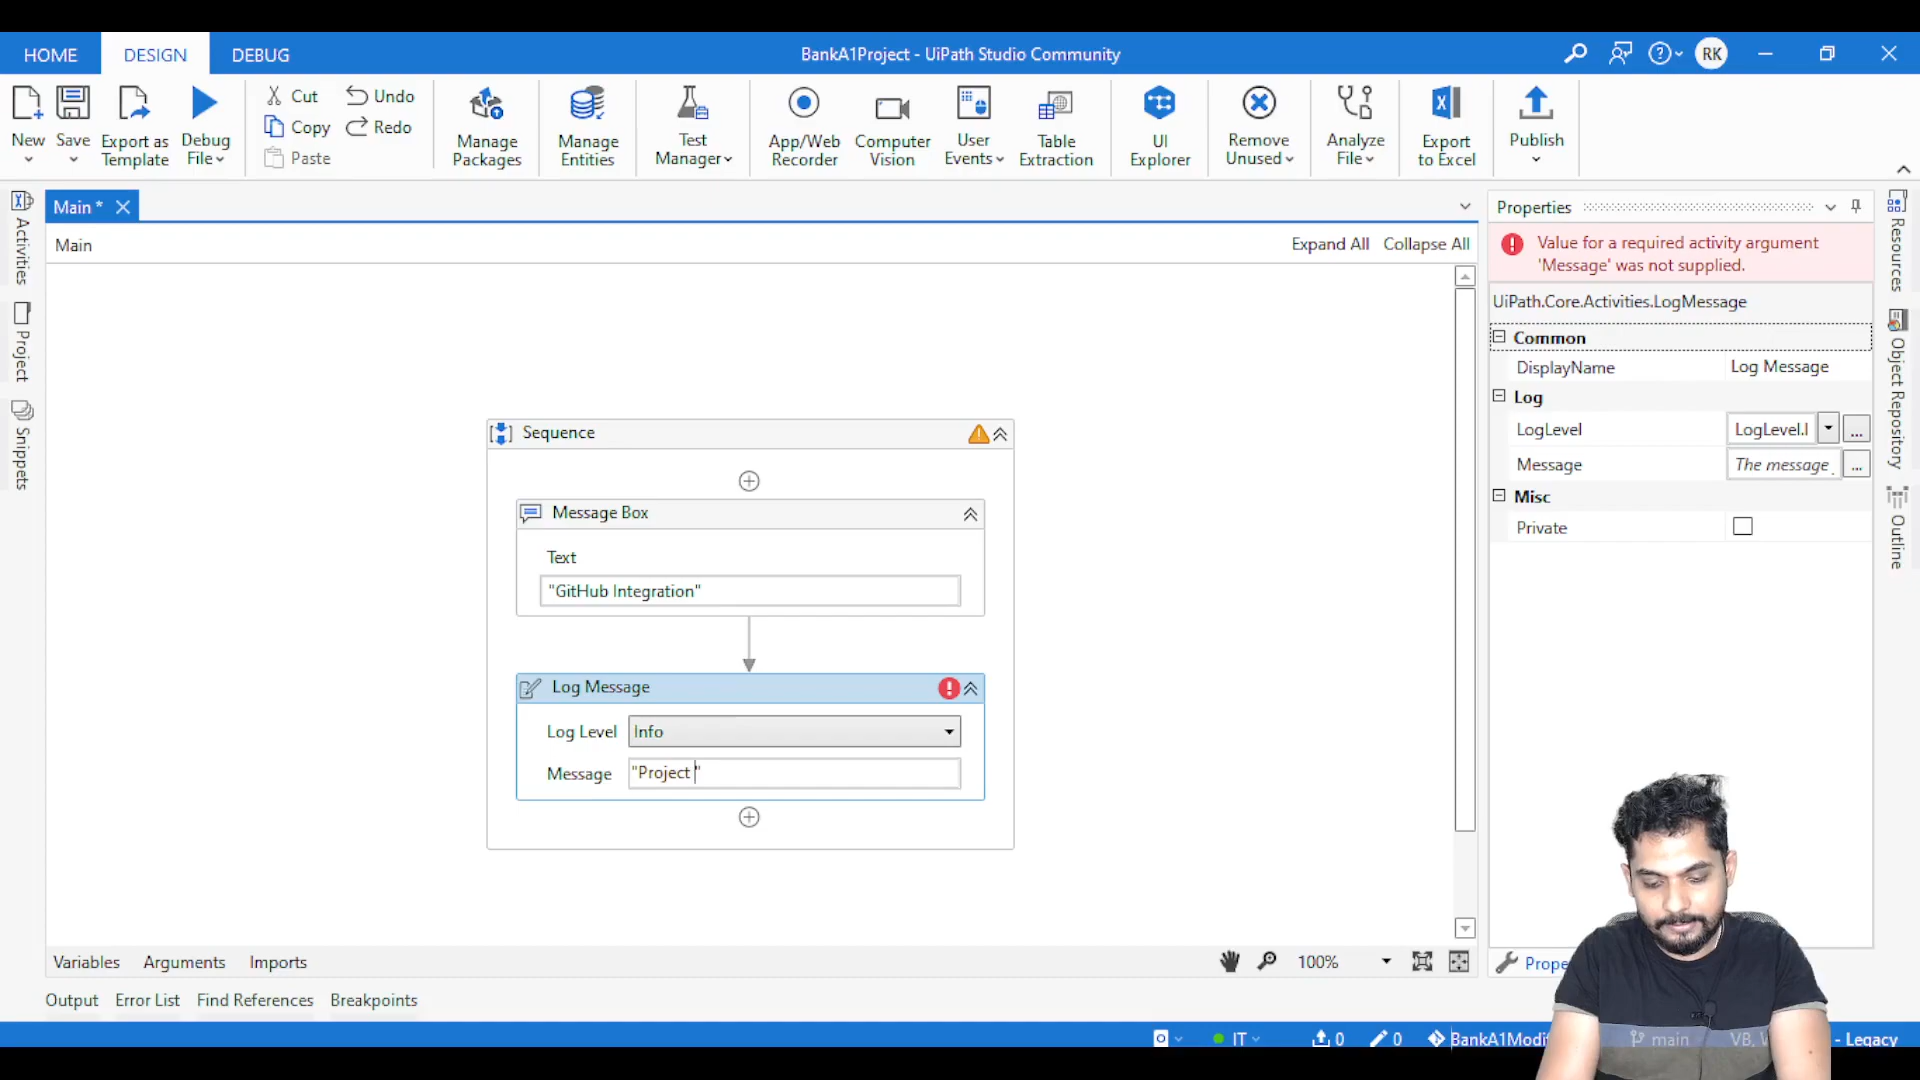 HOME DESIGN DEBUG BankA1Project - UiPath Studio Community RK
New Save Export as Template Debug File Cut Copy Paste Undo Redo Manage Packages Manage Entities Test Manager App/Web Recorder Computer Vision User Events Table Extraction UI Explorer Remove Unused Analyze File Export to Excel Publish
Main *
Main Expand All Collapse All
Activities
Project
Snippets
Sequence
Message Box
Text
"GitHub Integration"
Log Message
Log Level Info
Message "Project "
Properties
Value for a required activity argument
'Message' was not supplied.
UiPath.Core.Activities.LogMessage
Common
DisplayName Log Message
Log
LogLevel LogLevel.I ...
Message The message ...
Misc
Private
Resources
Object Repository
Outline
Variables Arguments Imports 100% Prope
Output Error List Find References Breakpoints
IT 0 0 BankA1Modif main VB, - Legacy